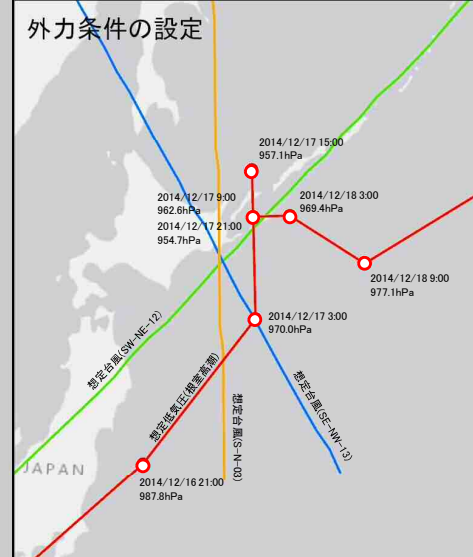 外力条件の設定
2014/12/17 15:00
957.1hPa
2014/12/17 9:00
962.6hPa
2014/12/17 21:00
954.7hPa
2014/12/18 3:00
969.4hPa
2014/12/18 9:00
977.1hPa
2014/12/17 3:00
970.0hPa
想定台風(SW-NE-12)
想定低気圧(根室高潮)
想定台風(S-N-03)
想定台風(SE-NW-13)
JAPAN
2014/12/16 21:00
987.8hPa